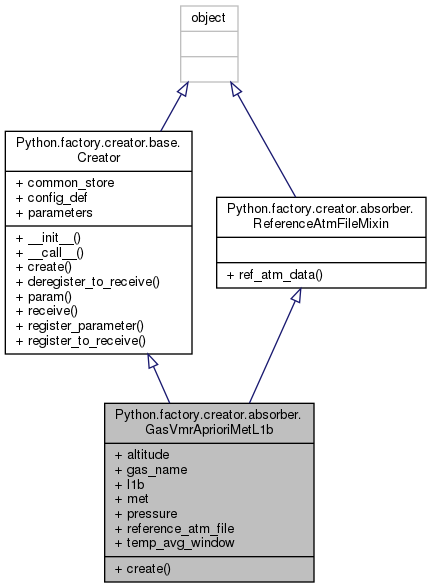 object
Python.factory.creator.base.
Creator
+ common_store
+ config_def
+ parameters
+ __init__()
+ __call__()
+ create()
+ deregister_to_receive()
+ param()
+ receive()
+ register_parameter()
+ register_to_receive()
Python.factory.creator.absorber.
ReferenceAtmFileMixin
+ ref_atm_data()
Python.factory.creator.absorber.
GasVmrAprioriMetL1b
+ altitude
+ gas_name
+ l1b
+ met
+ pressure
+ reference_atm_file
+ temp_avg_window
+ create()